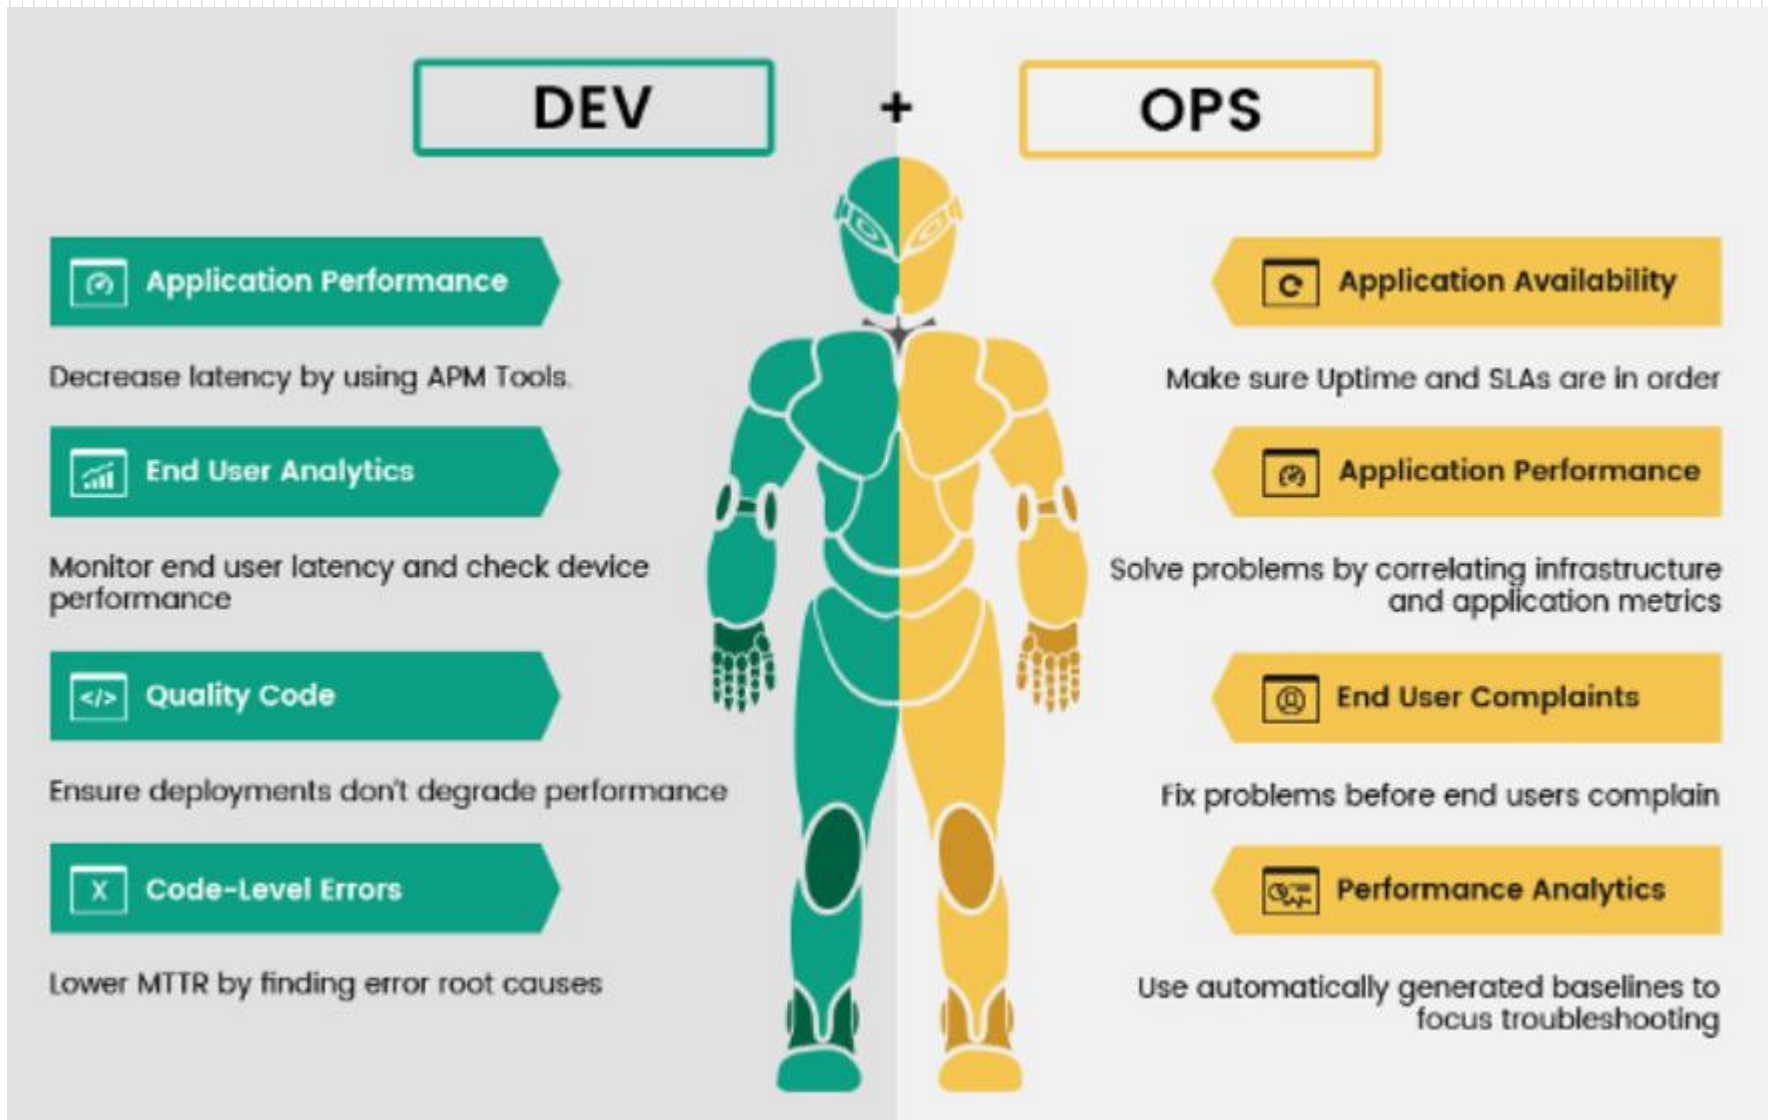 DEV
+
OPS
Application Performance
Decrease latency by using APM Tools.
End User Analytics
Monitor end user latency and check device
performance
</> Quality Code
Ensure deployments don't degrade performance
X Code-Level Errors
Lower MTTR by finding error root causes
Application Availability
Make sure Uptime and SLAs are in order
Application Performance
Solve problems by correlating infrastructure
and application metrics
End User Complaints
Fix problems before end users complain
Performance Analytics
Use automatically generated baselines to
focus troubleshooting